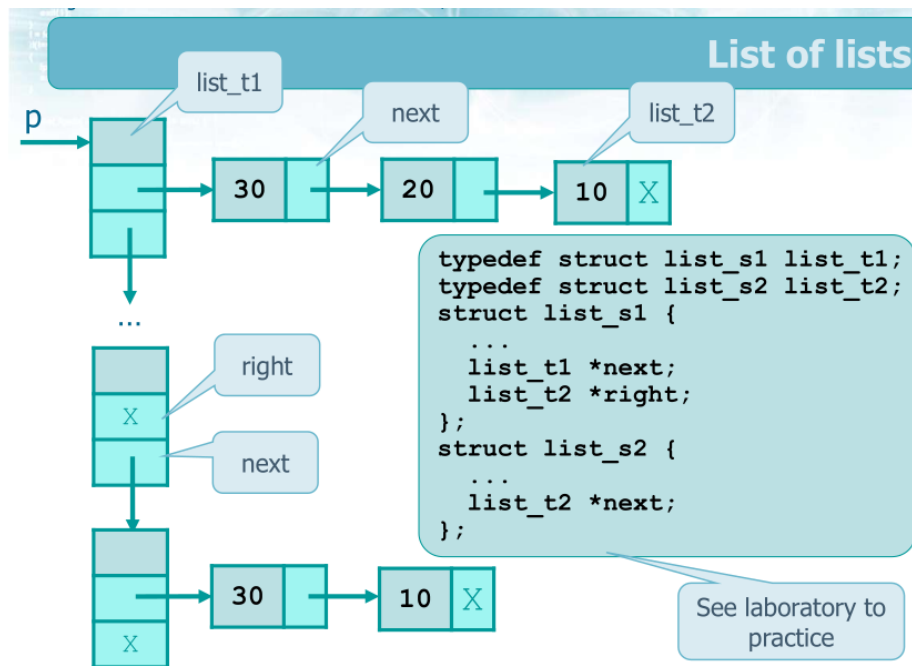 List of lists
list_t1
p
next
list_t2
30
20
10
X
typedef struct list_s1 list_t1;
typedef struct list_s2 list_t2;
struct list_s1 {
...
list_t1 *next;
list_t2 *right;
};
struct list_s2 {
...
list_t2 *next;
};
...
right
X
next
30
10
X
X
See laboratory to
practice